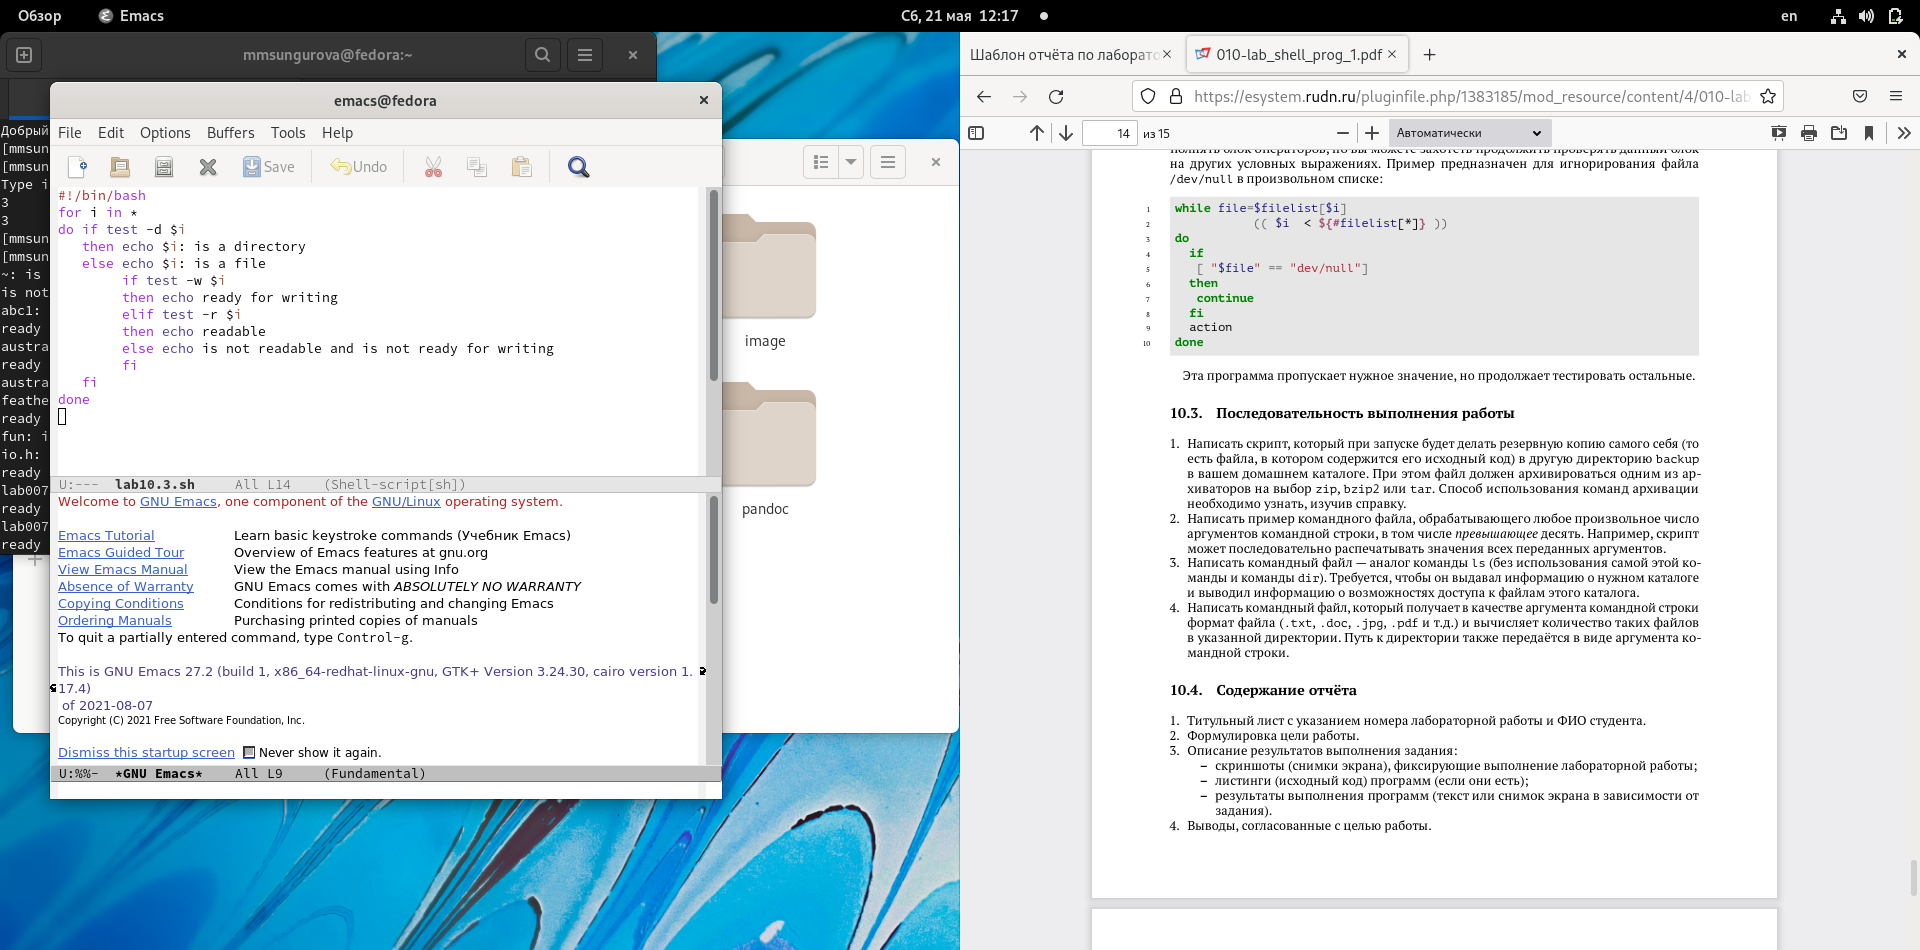 Обзор
Emacs
Сб, 21 мая 12:17
en
mmsungurova@fedora:~
Добрый
[mmsun
[mmsun
Type i
3
3
[mmsun
[mmsun
~: is
is not
abc1:
ready
austra
ready
austra
feathe
ready
fun: i
io.h:
ready
lab007
ready
lab007
ready
emacs@fedora
File Edit Options Buffers Tools Help
Save Undo
#!/bin/bash
for i in *
do if test -d $i
then echo $i: is a directory
else echo $i: is a file
if test -w $i
then echo ready for writing
elif test -r $i
then echo readable
else echo is not readable and is not ready for writing
fi
fi
done
U:--- lab10.3.sh All L14 (Shell-script[sh])
Welcome to GNU Emacs, one component of the GNU/Linux operating system.
Emacs Tutorial Learn basic keystroke commands (Учебник Emacs)
Emacs Guided Tour Overview of Emacs features at gnu.org
View Emacs Manual View the Emacs manual using Info
Absence of Warranty GNU Emacs comes with ABSOLUTELY NO WARRANTY
Copying Conditions Conditions for redistributing and changing Emacs
Ordering Manuals Purchasing printed copies of manuals
To quit a partially entered command, type Control-g.
This is GNU Emacs 27.2 (build 1, x86_64-redhat-linux-gnu, GTK+ Version 3.24.30, cairo version 1.
17.4)
of 2021-08-07
Copyright (C) 2021 Free Software Foundation, Inc.
Dismiss this startup screen Never show it again.
U:%%- *GNU Emacs* All L9 (Fundamental)
image
pandoc
Шаблон отчёта по лаборато
010-lab_shell_prog_1.pdf
https://esystem.rudn.ru/pluginfile.php/1383185/mod_resource/content/4/010-lab
14 из 15
Автоматически
полнять блок операторов, но вы можете захотеть продолжить проверять данный блок
на других условных выражениях. Пример предназначен для игнорирования файла
/dev/null в произвольном списке:
1 while file=$filelist[$i]
2 (( $i < ${#filelist[*]} ))
3 do
4 if
5 [ "$file" == "dev/null"]
6 then
7 continue
8 fi
9 action
10 done
Эта программа пропускает нужное значение, но продолжает тестировать остальные.
10.3. Последовательность выполнения работы
1. Написать скрипт, который при запуске будет делать резервную копию самого себя (то
есть файла, в котором содержится его исходный код) в другую директорию backup
в вашем домашнем каталоге. При этом файл должен архивироваться одним из ар-
хиваторов на выбор zip, bzip2 или tar. Способ использования команд архивации
необходимо узнать, изучив справку.
2. Написать пример командного файла, обрабатывающего любое произвольное число
аргументов командной строки, в том числе превышающее десять. Например, скрипт
может последовательно распечатывать значения всех переданных аргументов.
3. Написать командный файл — аналог команды ls (без использования самой этой ко-
манды и команды dir). Требуется, чтобы он выдавал информацию о нужном каталоге
и выводил информацию о возможностях доступа к файлам этого каталога.
4. Написать командный файл, который получает в качестве аргумента командной строки
формат файла (.txt, .doc, .jpg, .pdf и т.д.) и вычисляет количество таких файлов
в указанной директории. Путь к директории также передаётся в виде аргумента ко-
мандной строки.
10.4. Содержание отчёта
1. Титульный лист с указанием номера лабораторной работы и ФИО студента.
2. Формулировка цели работы.
3. Описание результатов выполнения задания:
– скриншоты (снимки экрана), фиксирующие выполнение лабораторной работы;
– листинги (исходный код) программ (если они есть);
– результаты выполнения программ (текст или снимок экрана в зависимости от
задания).
4. Выводы, согласованные с целью работы.